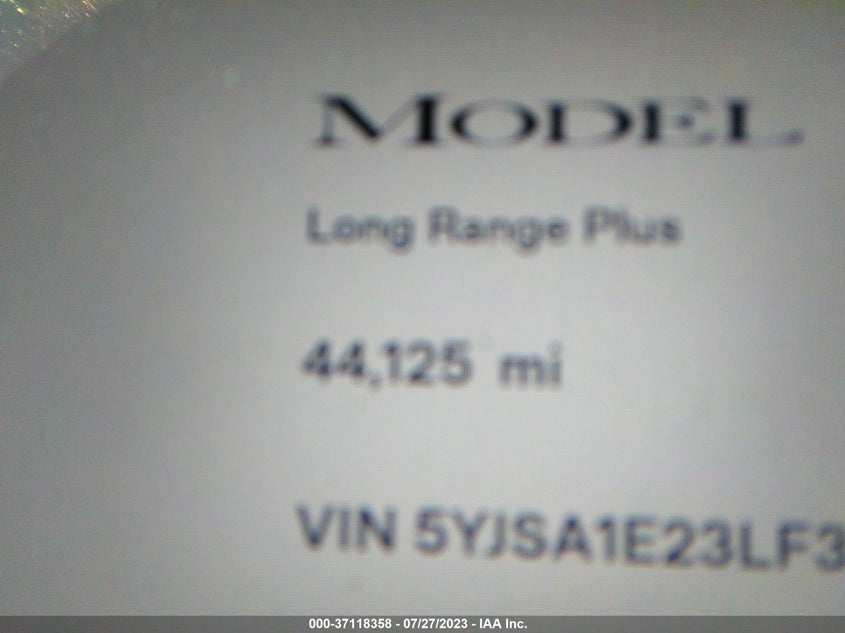 MODEL
Long Range Plus
44,125 mi
VIN 5YJSA1E23LF3
000-37118358 - 07/27/2023 - IAA Inc.